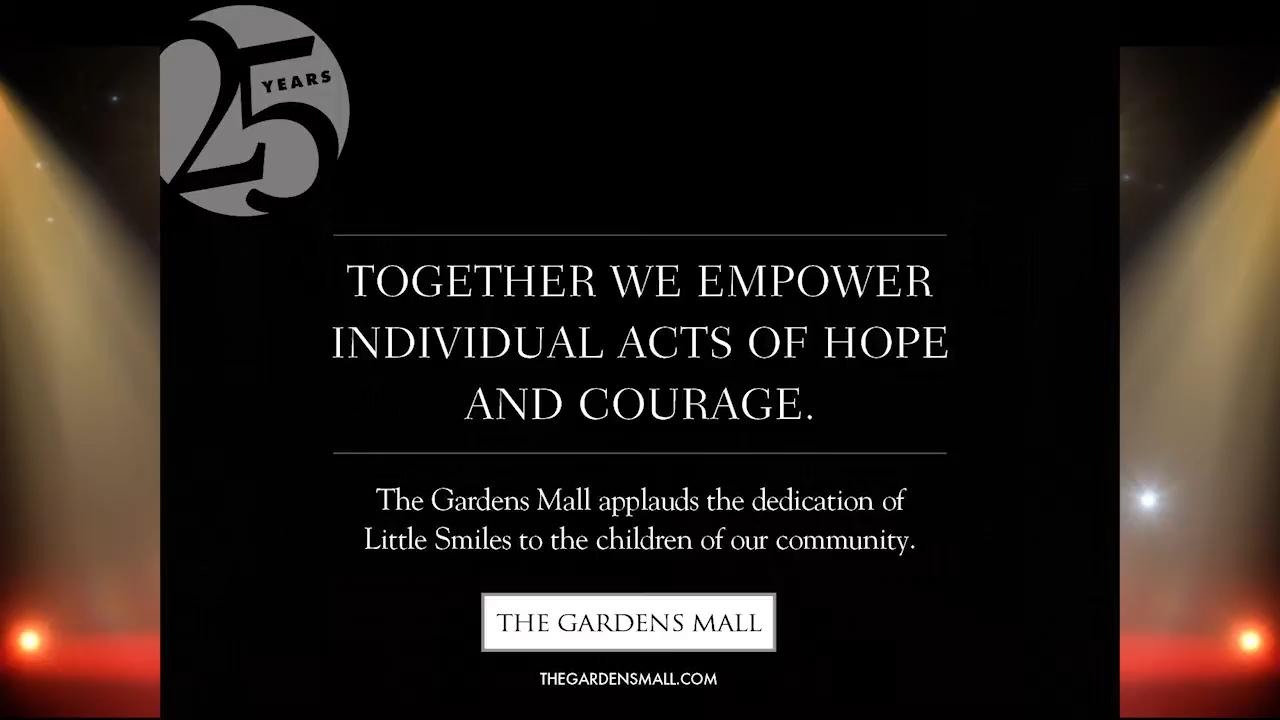 25
YEARS
TOGETHER WE EMPOWER
INDIVIDUAL ACTS OF HOPE
AND COURAGE.
The Gardens Mall applauds the dedication of
Little Smiles to the children of our community.
THE GARDENS MALL
THEGARDENSMALL.COM